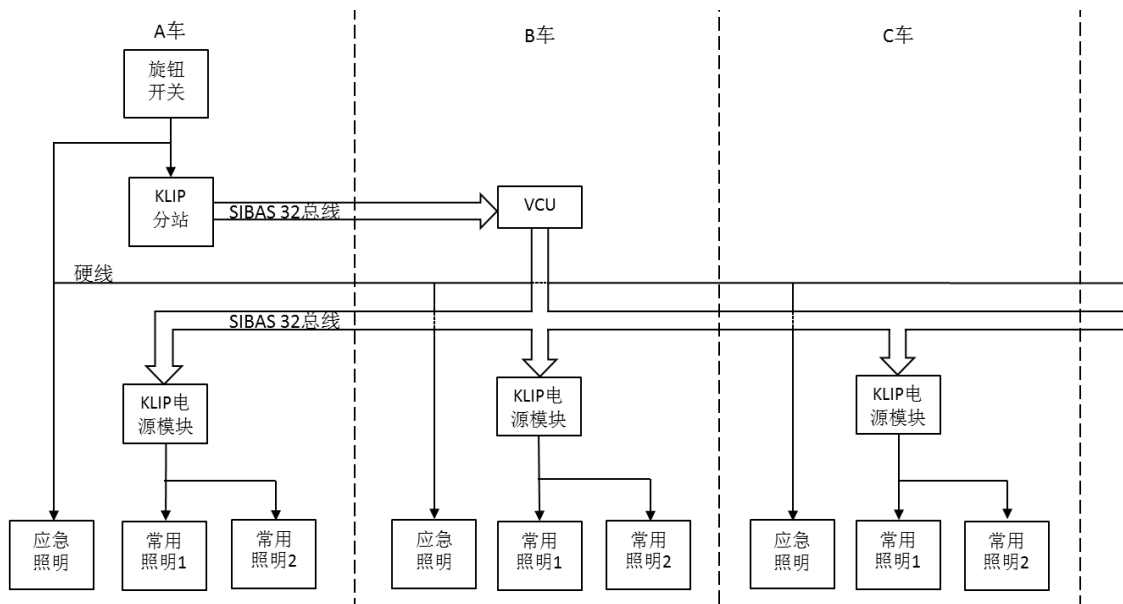 A车
B车
C车
旋钮
开关
KLIP
分站
SIBAS 32总线
VCU
硬线
SIBAS 32总线
KLIP电
源模块
KLIP电
源模块
KLIP电
源模块
应急
照明
常用
照明1
常用
照明2
应急
照明
常用
照明1
常用
照明2
应急
照明
常用
照明1
常用
照明2